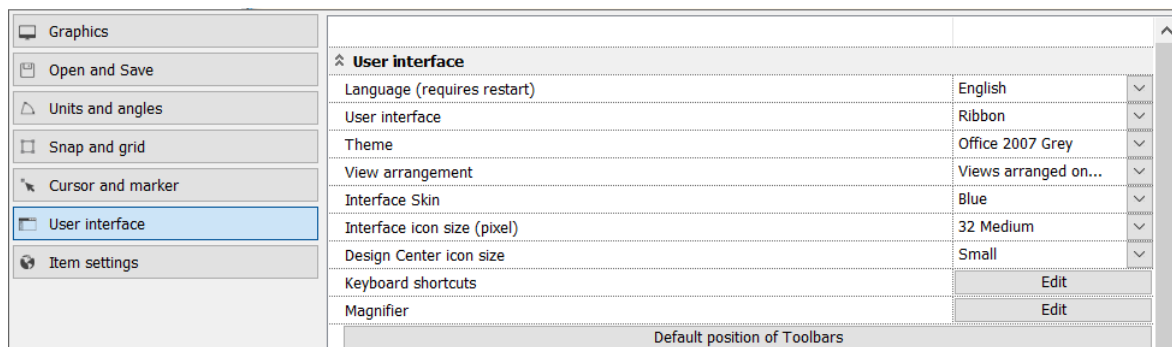 Graphics
Open and Save
Units and angles
Snap and grid
Cursor and marker
User interface
Item settings
User interface
Language (requires restart) English
User interface Ribbon
Theme Office 2007 Grey
View arrangement Views arranged on...
Interface Skin Blue
Interface icon size (pixel) 32 Medium
Design Center icon size Small
Keyboard shortcuts Edit
Magnifier Edit
Default position of Toolbars